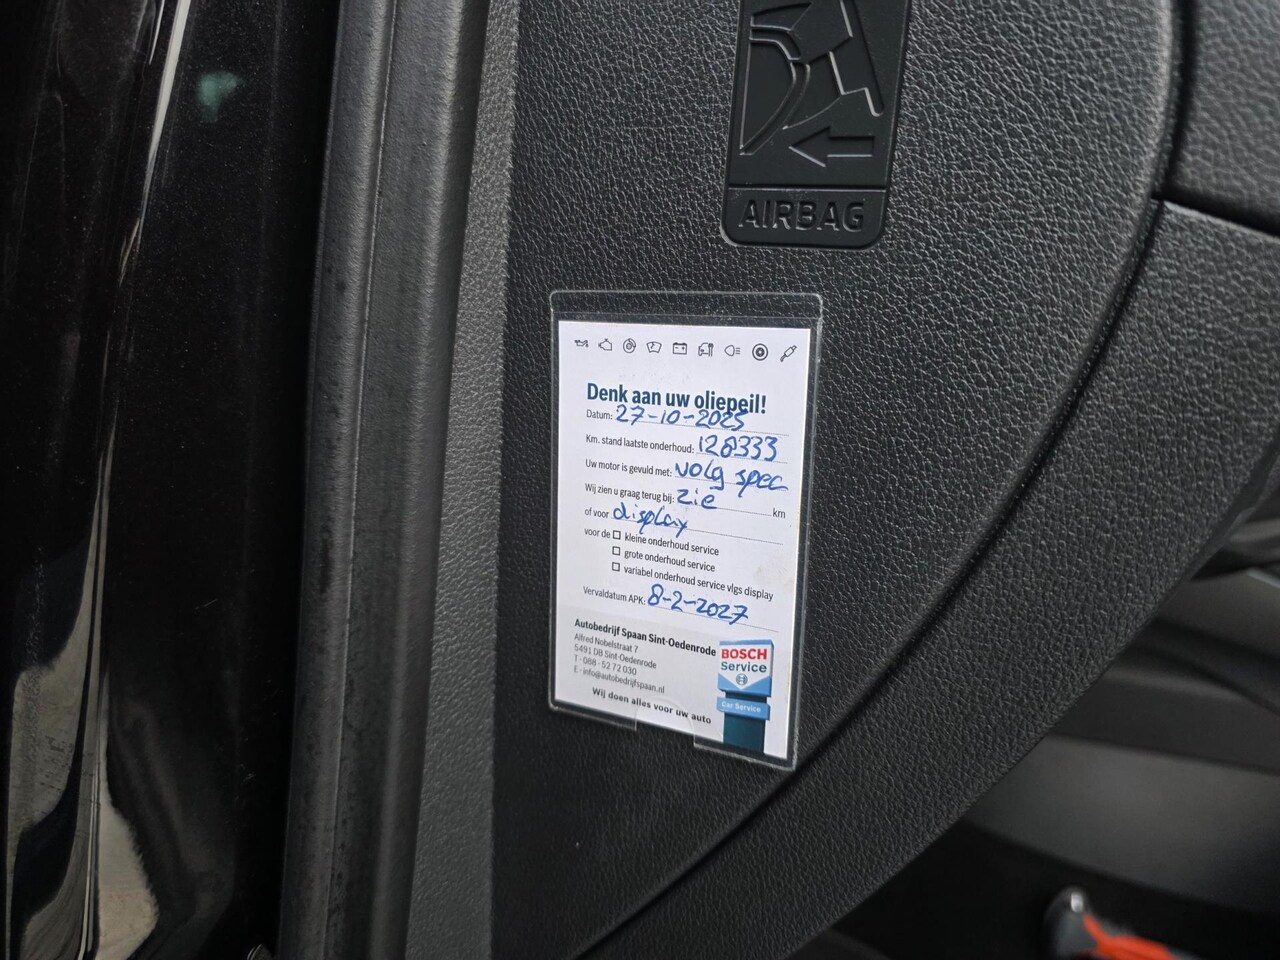 AIRBAG
Denk aan uw oliepeil!
Datum: 27-10-2025
Km. stand laatste onderhoud: 128333
Uw motor is gevuld met: volg spec
Wij zien u graag terug bij: zie km
of voor display
voor de ☐ kleine onderhoud service
☐ grote onderhoud service
☐ variabel onderhoud service vlgs display
Vervaldatum APK: 8-2-2027
Autobedrijf Spaan Sint-Oedenrode
Alfred Nobelstraat 7
5491 DB Sint-Oedenrode
T - 088 - 52 72 030
E - info@autobedrijfspaan.nl
Wij doen alles voor uw auto
BOSCH
Service
Car Service